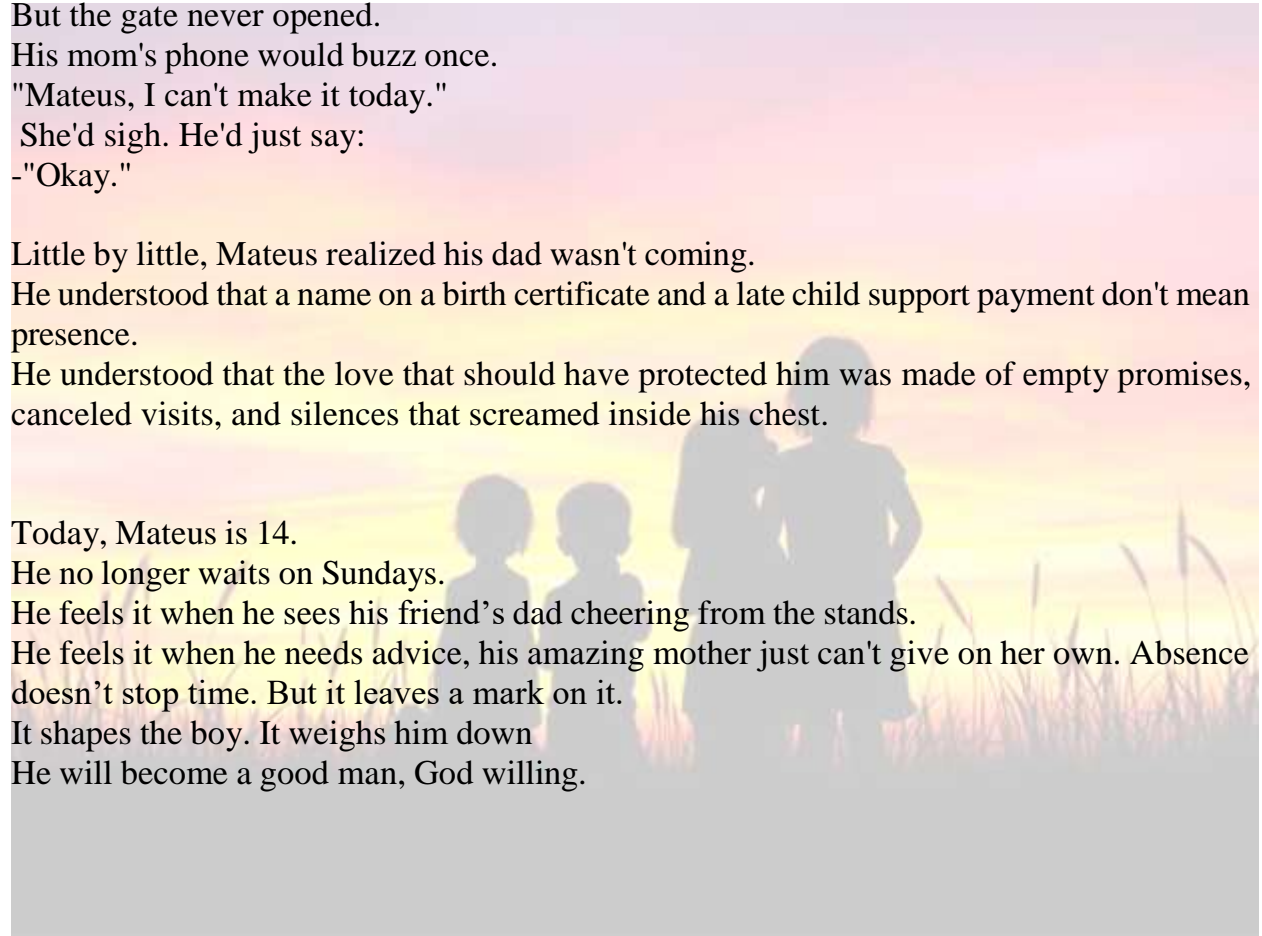 But the gate never opened.
His mom's phone would buzz once.
"Mateus, I can't make it today."
She'd sigh. He'd just say:
-"Okay."
Little by little, Mateus realized his dad wasn't coming.
He understood that a name on a birth certificate and a late child support payment don't mean
presence.
He understood that the love that should have protected him was made of empty promises,
canceled visits, and silences that screamed inside his chest.
Today, Mateus is 14.
He no longer waits on Sundays.
He feels it when he sees his friend’s dad cheering from the stands.
He feels it when he needs advice, his amazing mother just can't give on her own. Absence
doesn’t stop time. But it leaves a mark on it.
It shapes the boy. It weighs him down
He will become a good man, God willing.